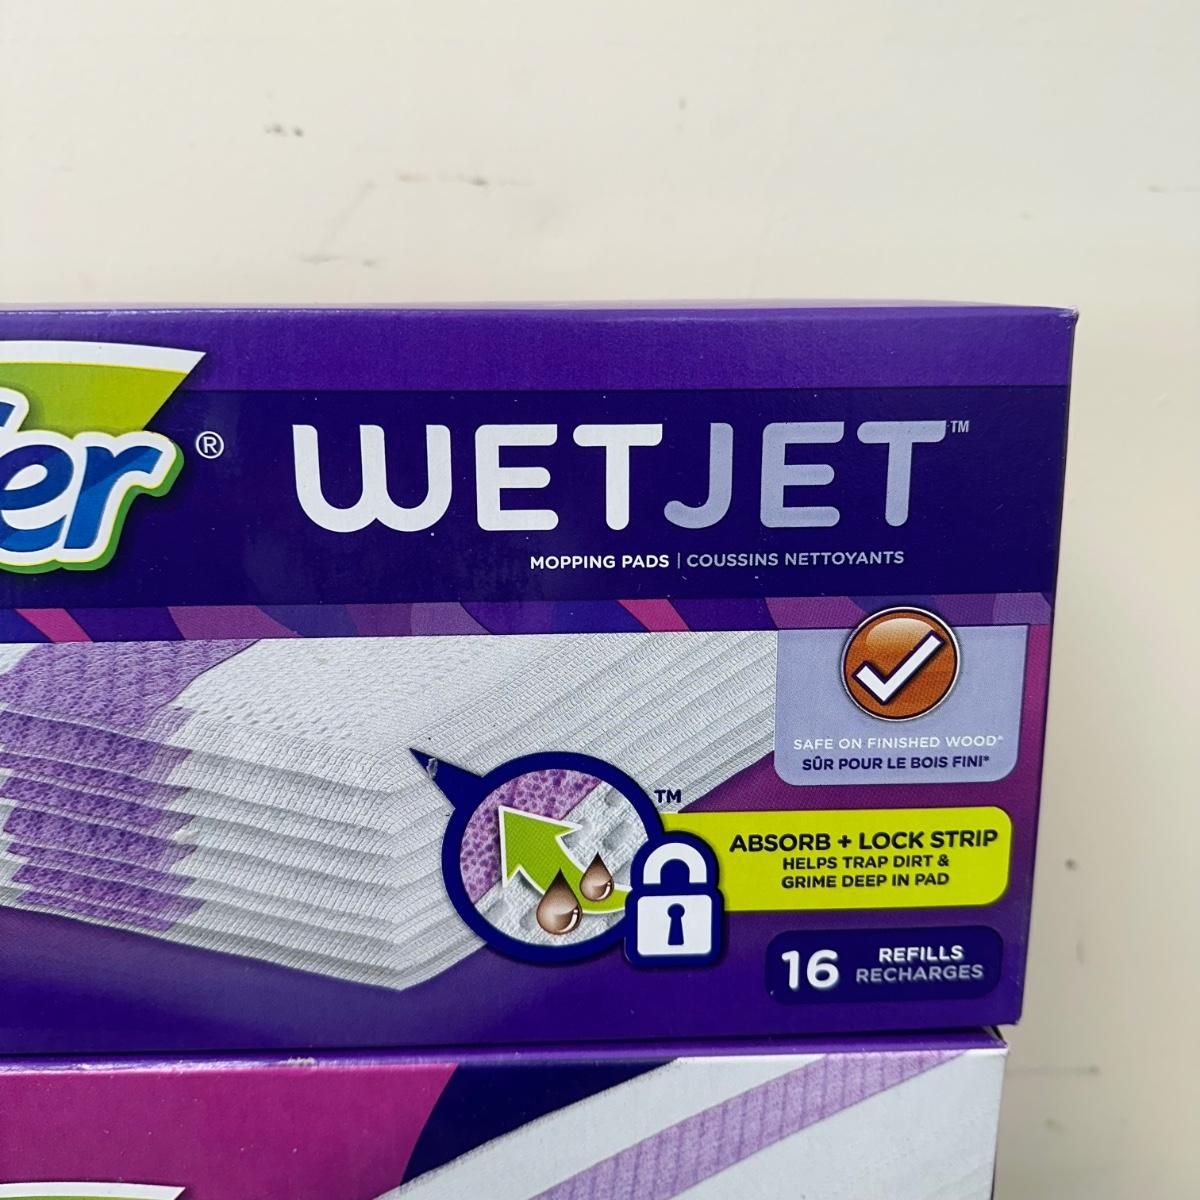 fer® WETJET™
MOPPING PADS | COUSSINS NETTOYANTS
SAFE ON FINISHED WOOD*
SÛR POUR LE BOIS FINI*
TM
ABSORB + LOCK STRIP
HELPS TRAP DIRT &
GRIME DEEP IN PAD
16 REFILLS
RECHARGES